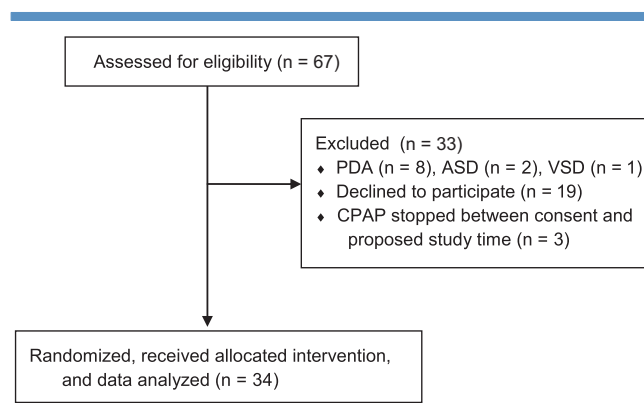 Assessed for eligibility (n = 67)
Excluded (n = 33)
♦ PDA (n = 8), ASD (n = 2), VSD (n = 1)
♦ Declined to participate (n = 19)
♦ CPAP stopped between consent and
proposed study time (n = 3)
Randomized, received allocated intervention,
and data analyzed (n = 34)